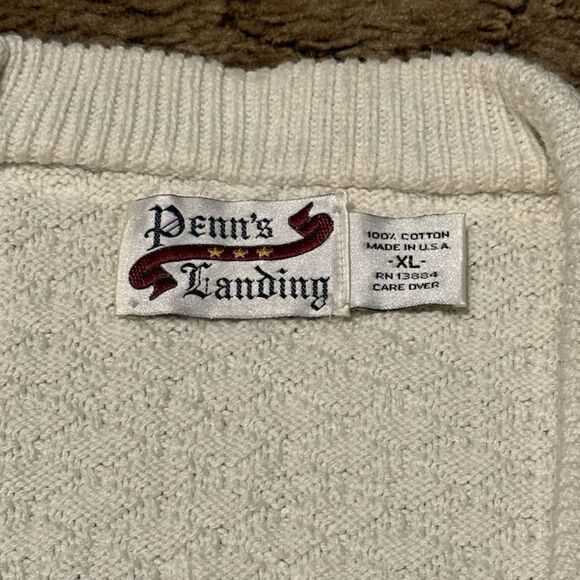 Penn's
Landing
100% COTTON
MADE IN U.S.A.
-XL-
RN 13884
CARE OVER